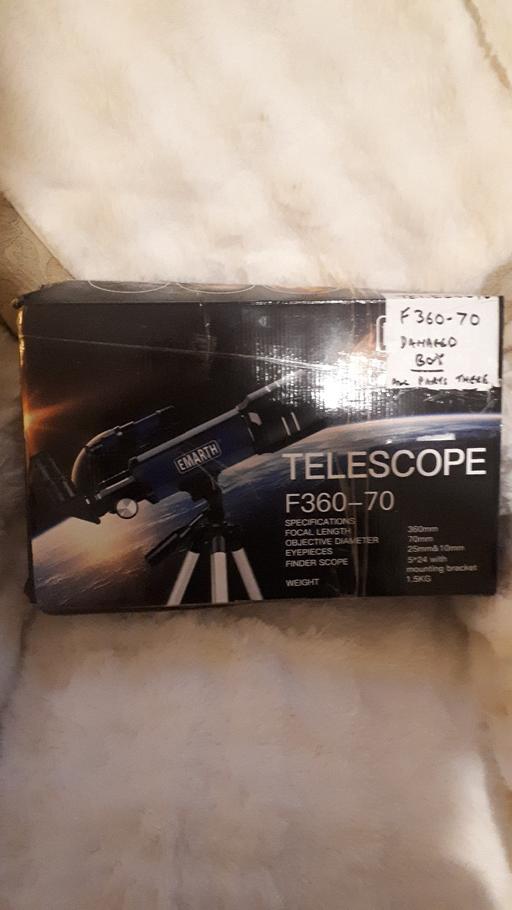 F360-70
DAMAGED
BOX
ALL PARTS THERE
EMARTH
TELESCOPE
F360-70
SPECIFICATIONS
FOCAL LENGTH 360mm
OBJECTIVE DIAMETER 70mm
EYEPIECES 25mm&10mm
FINDER SCOPE 5*24 with
mounting bracket
WEIGHT 1.5KG